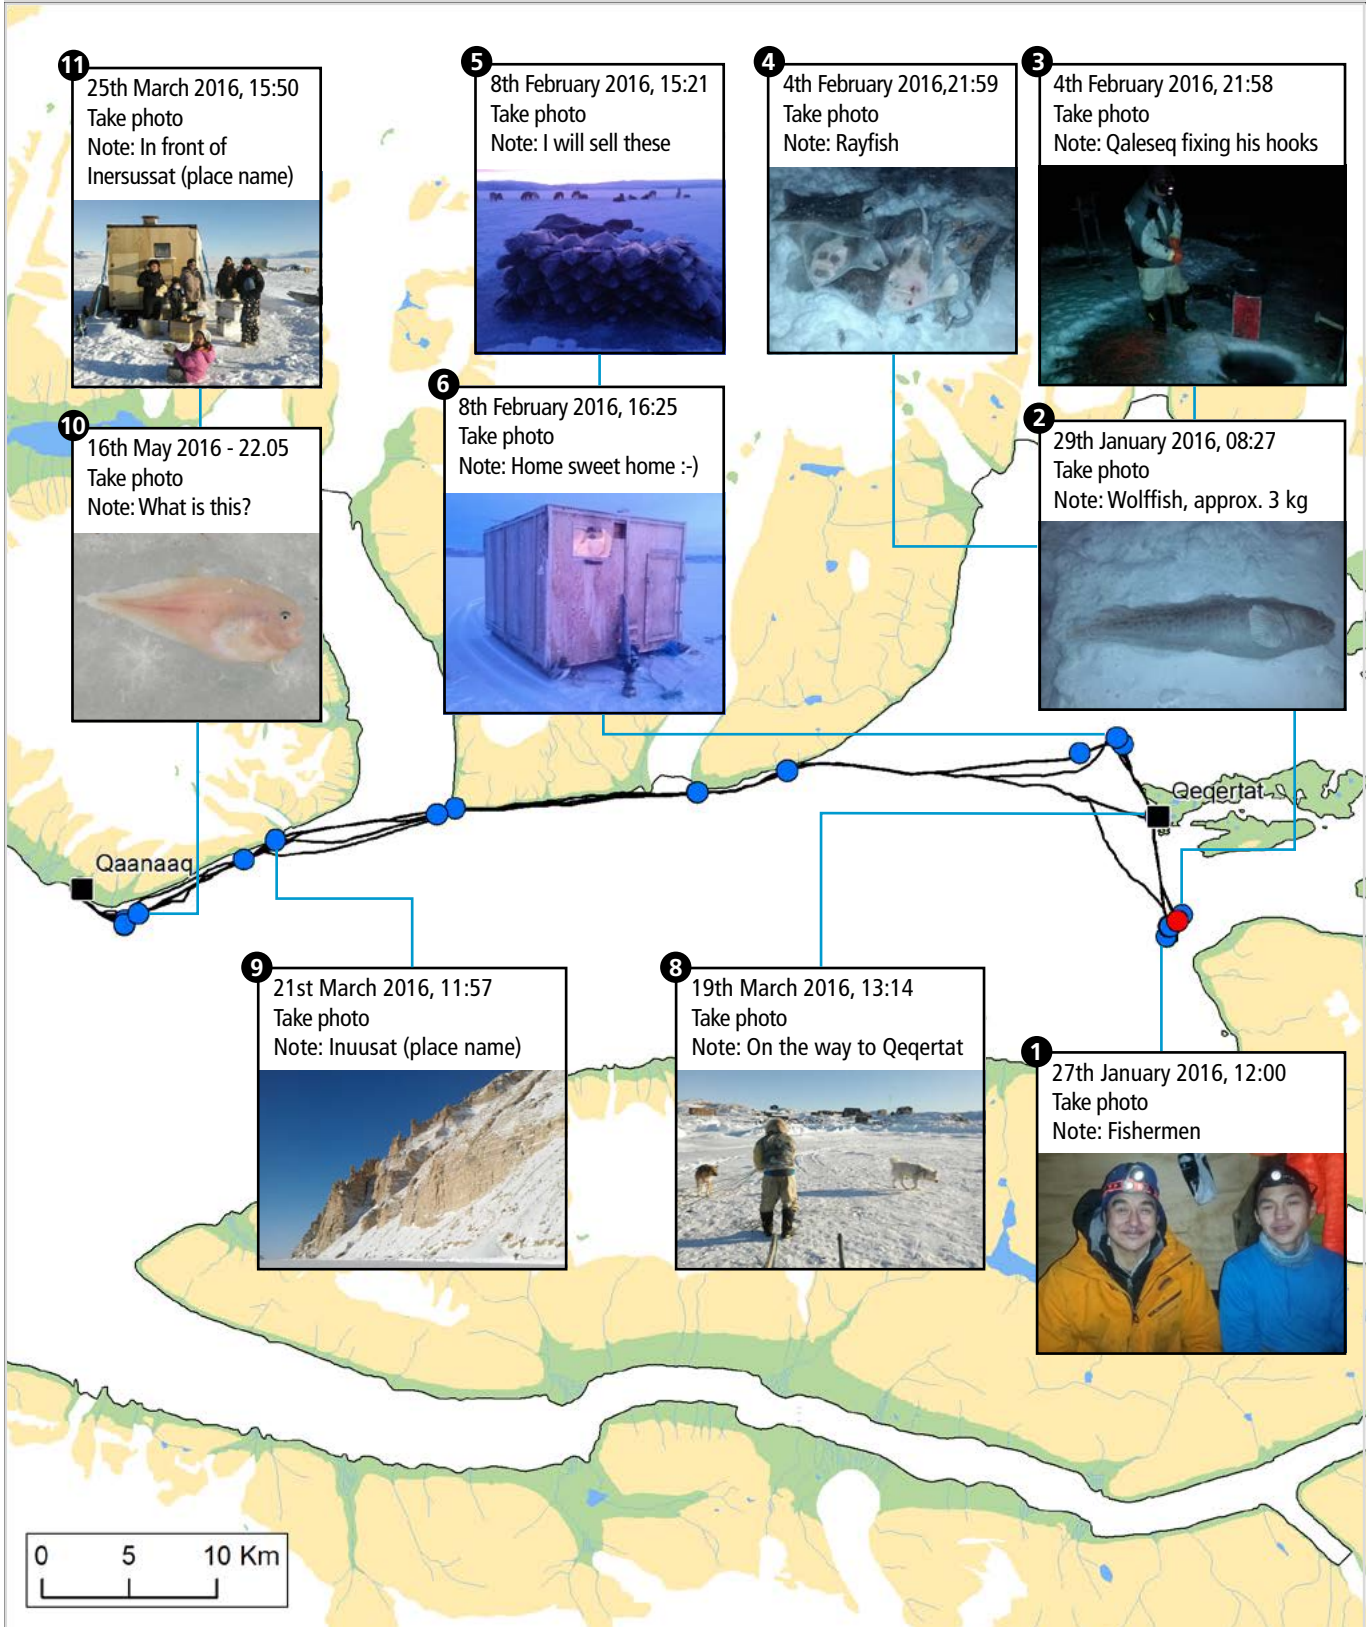 11
25th March 2016, 15:50
Take photo
Note: In front of
Inersussat (place name)
5
8th February 2016, 15:21
Take photo
Note: I will sell these
4
4th February 2016,21:59
Take photo
Note: Rayfish
3
4th February 2016, 21:58
Take photo
Note: Qaleseq fixing his hooks
10
16th May 2016 - 22.05
Take photo
Note: What is this?
6
8th February 2016, 16:25
Take photo
Note: Home sweet home :-)
2
29th January 2016, 08:27
Take photo
Note: Wolffish, approx. 3 kg
Qeqertat
Qaanaaq
9
21st March 2016, 11:57
Take photo
Note: Inuusat (place name)
8
19th March 2016, 13:14
Take photo
Note: On the way to Qeqertat
1
27th January 2016, 12:00
Take photo
Note: Fishermen
0 5 10 Km